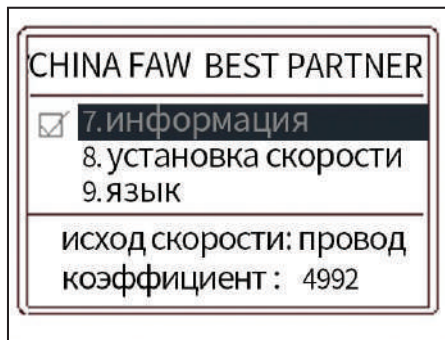 CHINA FAW BEST PARTNER
7.информация
8. установка скорости
9.язык
исход скорости: провод
коэффициент : 4992